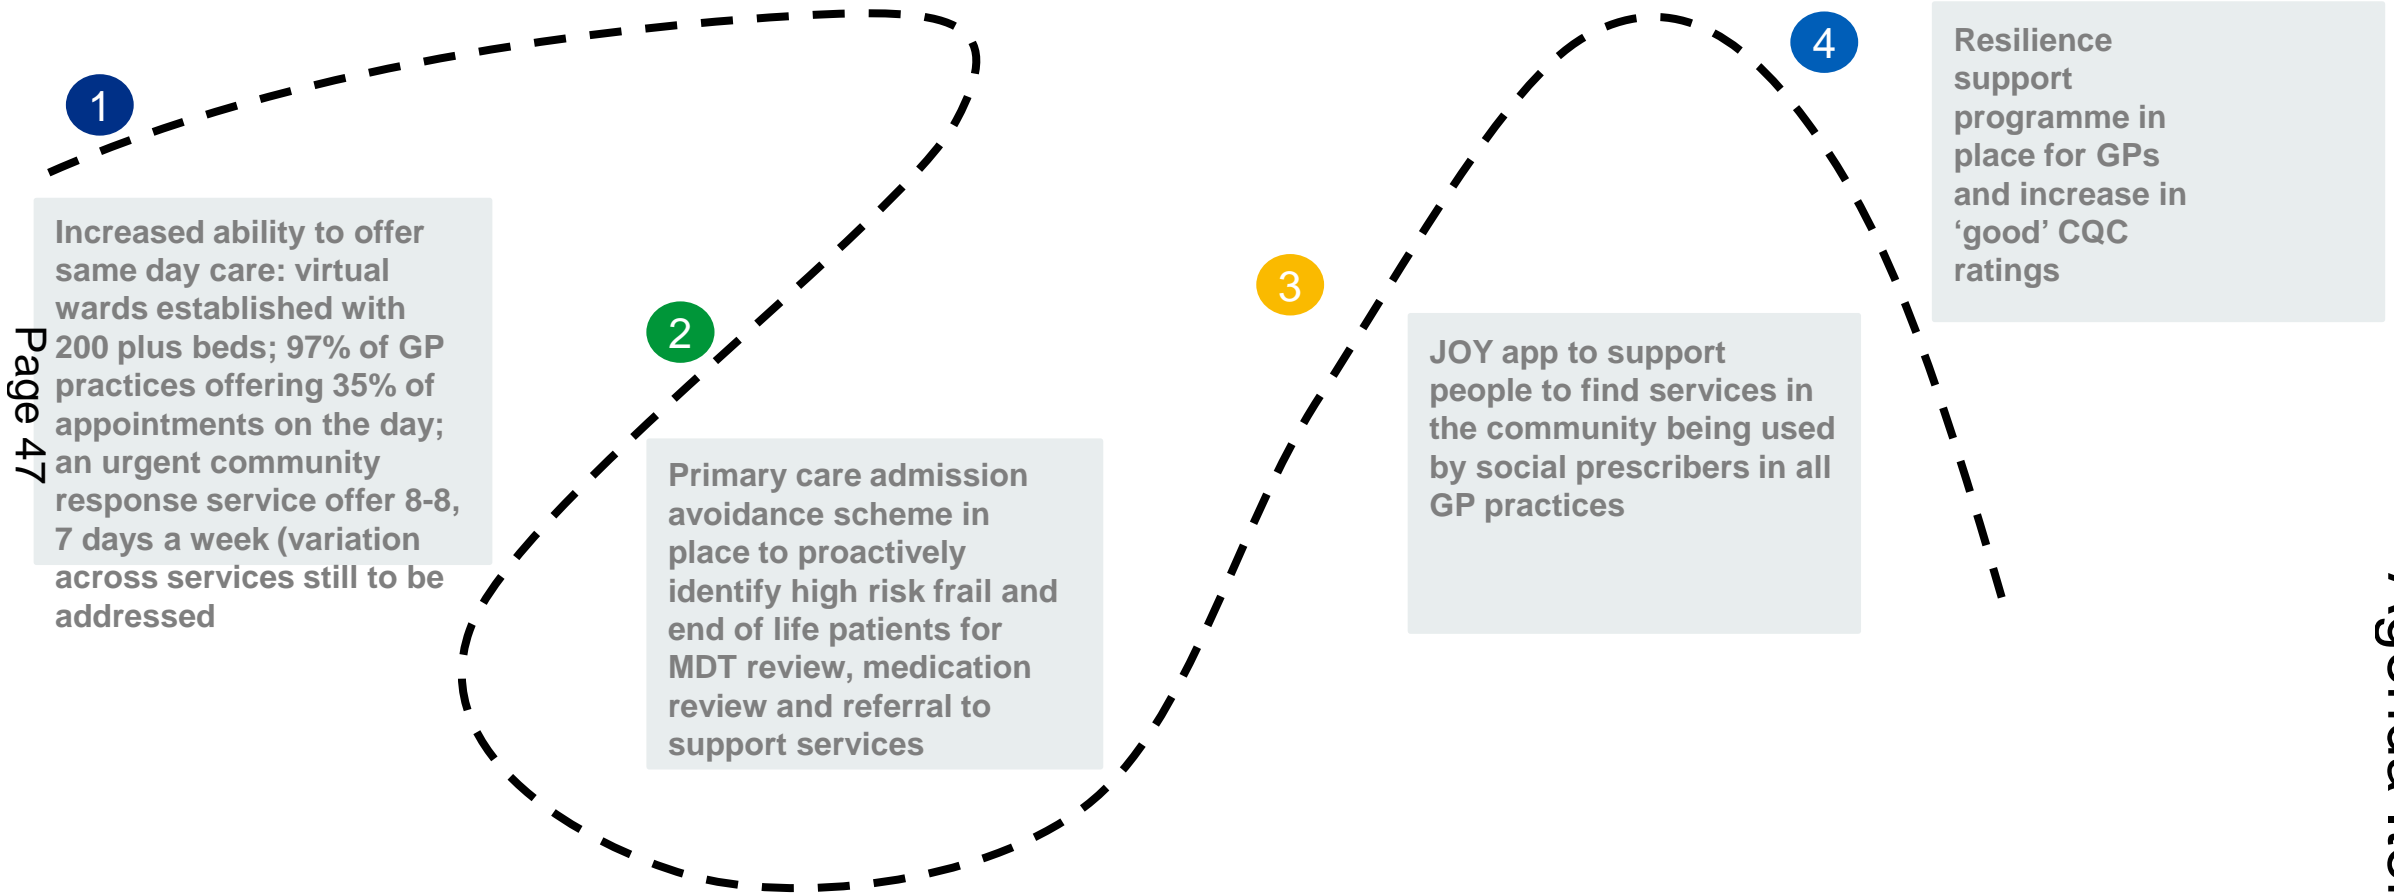 1
Increased ability to offer
same day care: virtual
wards established with
200 plus beds; 97% of GP
practices offering 35% of
appointments on the day;
an urgent community
response service offer 8-8,
7 days a week (variation
across services still to be
addressed
2
Primary care admission
avoidance scheme in
place to proactively
identify high risk frail and
end of life patients for
MDT review, medication
review and referral to
support services
3
JOY app to support
people to find services in
the community being used
by social prescribers in all
GP practices
4
Resilience
support
programme in
place for GPs
and increase in
‘good’ CQC
ratings
Page 47